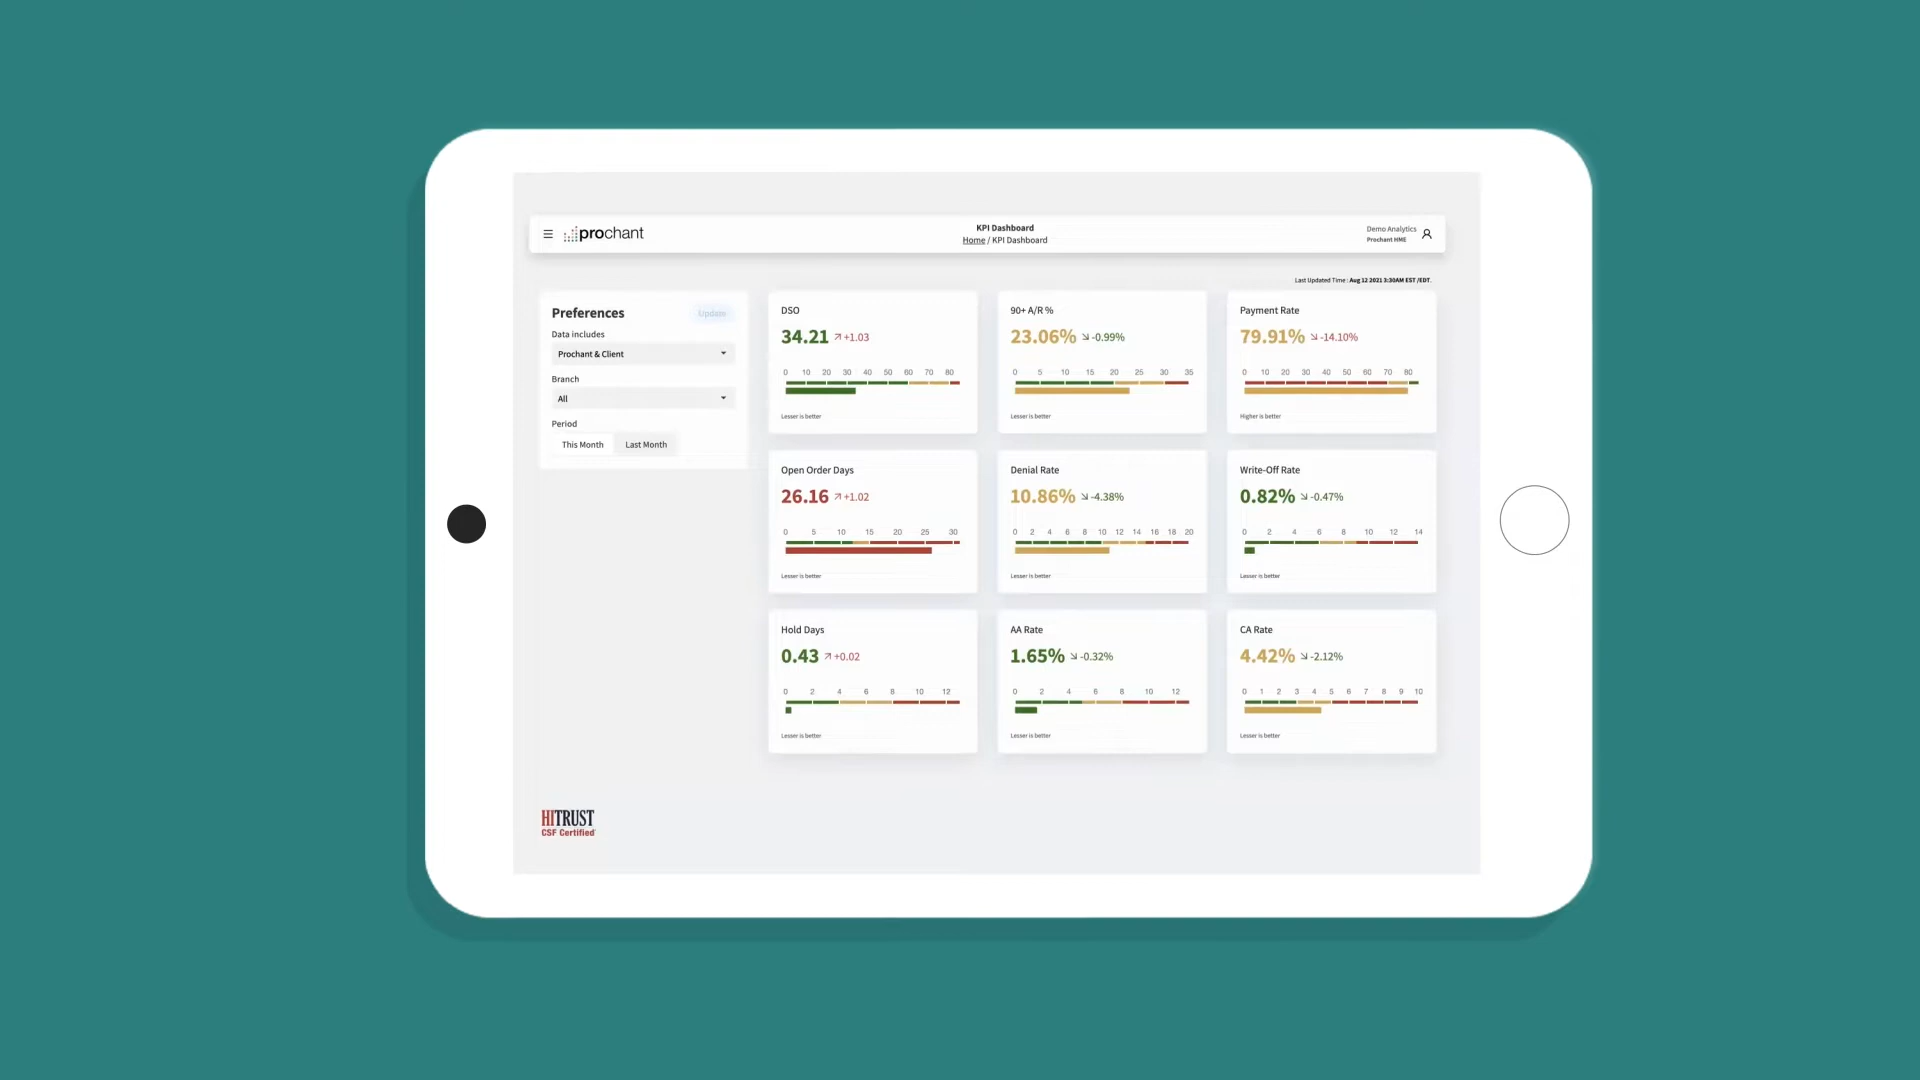 prochant
KPI Dashboard
Home / KPI Dashboard
Demo Analytics
Prochant HME
Last Updated Time : Aug 12 2021 3:30AM EST /EDT.
Preferences
Update
Data includes
Prochant & Client
Branch
All
Period
This Month
Last Month
DSO
34.21 +1.03
0 10 20 30 40 50 60 70 80
Lesser is better
90+ A/R %
23.06% -0.99%
0 5 10 15 20 25 30 35
Lesser is better
Payment Rate
79.91% -14.10%
0 10 20 30 40 50 60 70 80
Higher is better
Open Order Days
26.16 +1.02
0 5 10 15 20 25 30
Lesser is better
Denial Rate
10.86% -4.38%
0 2 4 6 8 10 12 14 16 18 20
Lesser is better
Write-Off Rate
0.82% -0.47%
0 2 4 6 8 10 12 14
Lesser is better
Hold Days
0.43 +0.02
0 2 4 6 8 10 12
Lesser is better
AA Rate
1.65% -0.32%
0 2 4 6 8 10 12
Lesser is better
CA Rate
4.42% -2.12%
0 1 2 3 4 5 6 7 8 9 10
Lesser is better
HITRUST
CSF Certified